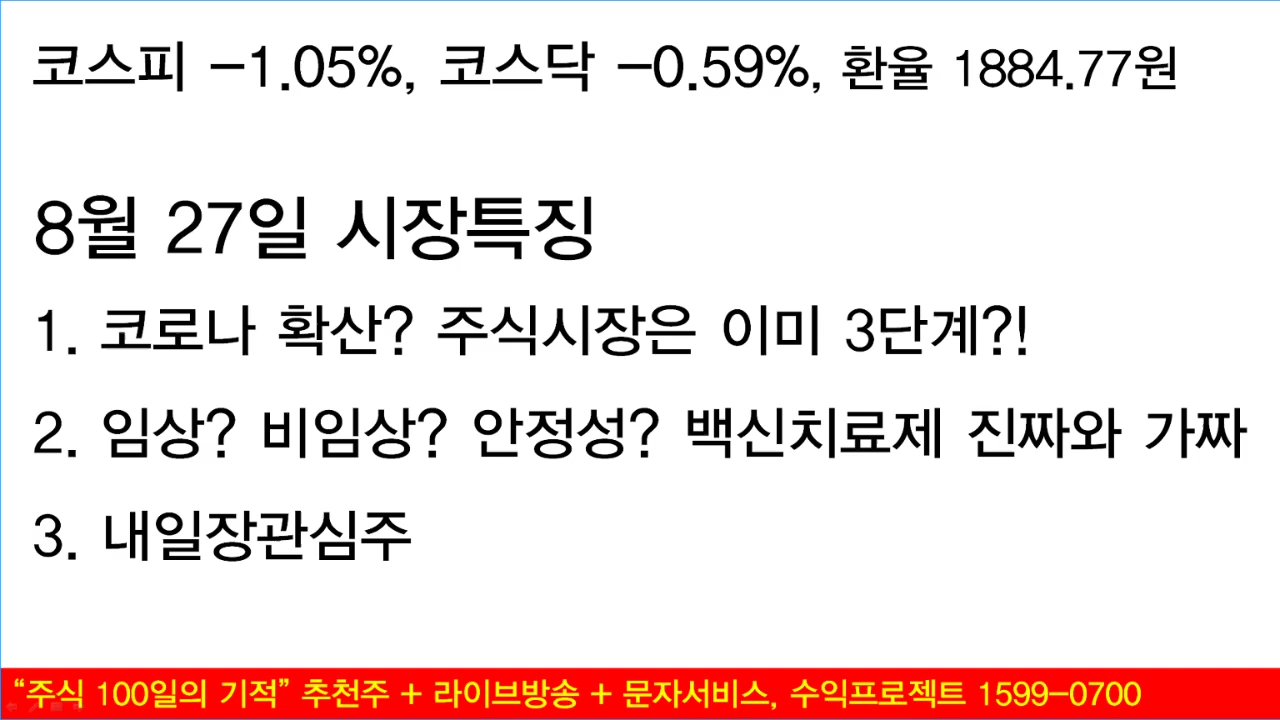 코스피 -1.05%, 코스닥 -0.59%, 환율 1884.77원
8월 27일 시장특징
1. 코로나 확산? 주식시장은 이미 3단계?!
2. 임상? 비임상? 안정성? 백신치료제 진짜와 가짜
3. 내일장관심주
“주식 100일의 기적” 추천주 + 라이브방송 + 문자서비스, 수익프로젝트 1599-0700